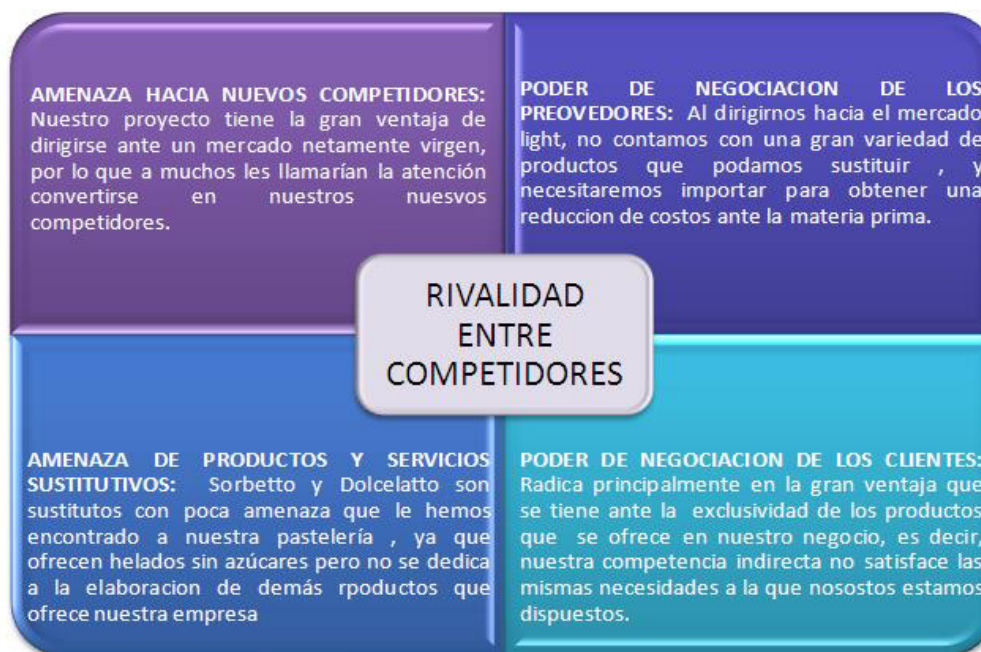 AMENAZA HACIA NUEVOS COMPETIDORES:
Nuestro proyecto tiene la gran ventaja de
dirigirse ante un mercado netamente virgen,
por lo que a muchos les llamarían la atención
convertirse en nuestros nuesvos
competidores.
PODER DE NEGOCIACION DE LOS
PREOVEDORES: Al dirigirnos hacia el mercado
light, no contamos con una gran variedad de
productos que podamos sustituir , y
necesitaremos importar para obtener una
reduccion de costos ante la materia prima.
RIVALIDAD
ENTRE
COMPETIDORES
AMENAZA DE PRODUCTOS Y SERVICIOS
SUSTITUTIVOS: Sorbetto y Dolcelatto son
sustitutos con poca amenaza que le hemos
encontrado a nuestra pastelería , ya que
ofrecen helados sin azúcares pero no se dedica
a la elaboracion de demás rpoductos que
ofrece nuestra empresa
PODER DE NEGOCIACION DE LOS CLIENTES:
Radica principalmente en la gran ventaja que
se tiene ante la exclusividad de los productos
que se ofrece en nuestro negocio, es decir,
nuestra competencia indirecta no satisface las
mismas necesidades a la que nosostos estamos
dispuestos.